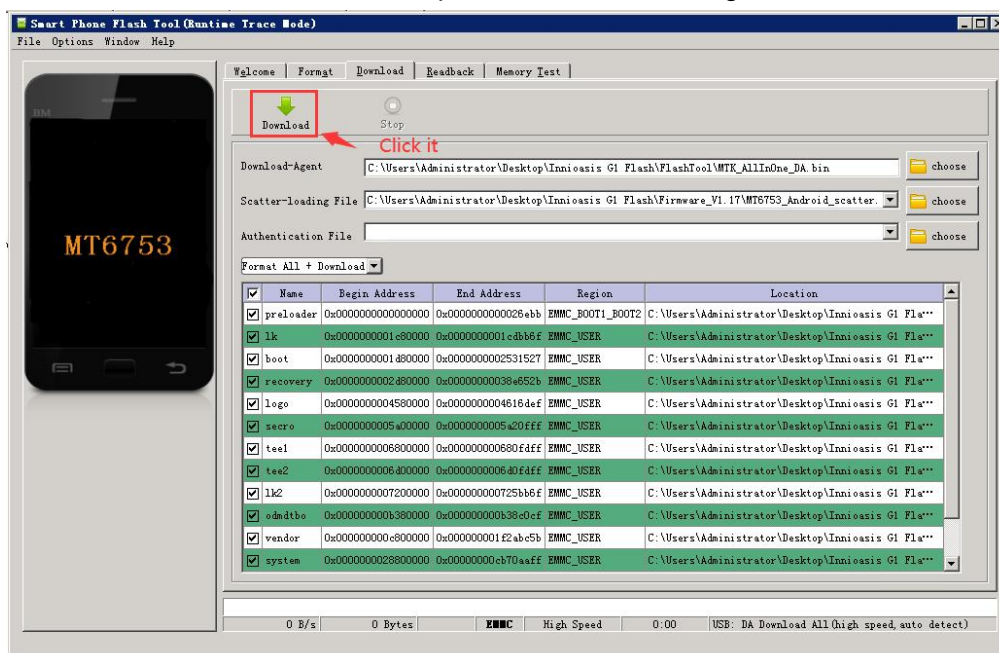 Smart Phone Flash Tool(Runtime Trace Mode)
File Options Window Help
Welcome Format Download Readback Memory Test
BM
Download Stop
Click it
Download-Agent C:\Users\Administrator\Desktop\Innioasis G1 Flash\FlashTool\MTK_AllInOne_DA.bin choose
Scatter-loading File C:\Users\Administrator\Desktop\Innioasis G1 Flash\Firmware_V1.17\MT6753_Android_scatter. choose
Authentication File choose
MT6753
Format All + Download
Name Begin Address End Address Region Location
preloader 0x0000000000000000 0x0000000000026ebb EMMC_BOOT1_BOOT2 C:\Users\Administrator\Desktop\Innioasis G1 Fla···
lk 0x0000000001c80000 0x0000000001cdbb6f EMMC_USER C:\Users\Administrator\Desktop\Innioasis G1 Fla···
boot 0x0000000001d80000 0x0000000002531527 EMMC_USER C:\Users\Administrator\Desktop\Innioasis G1 Fla···
recovery 0x0000000002d80000 0x00000000038e652b EMMC_USER C:\Users\Administrator\Desktop\Innioasis G1 Fla···
logo 0x0000000004580000 0x0000000004616def EMMC_USER C:\Users\Administrator\Desktop\Innioasis G1 Fla···
secro 0x0000000005a00000 0x0000000005a20fff EMMC_USER C:\Users\Administrator\Desktop\Innioasis G1 Fla···
tee1 0x0000000006800000 0x000000000680fdff EMMC_USER C:\Users\Administrator\Desktop\Innioasis G1 Fla···
tee2 0x0000000006d00000 0x0000000006d0fdff EMMC_USER C:\Users\Administrator\Desktop\Innioasis G1 Fla···
lk2 0x0000000007200000 0x000000000725bb6f EMMC_USER C:\Users\Administrator\Desktop\Innioasis G1 Fla···
odmdtbo 0x000000000b380000 0x000000000b38c0cf EMMC_USER C:\Users\Administrator\Desktop\Innioasis G1 Fla···
vendor 0x000000000c800000 0x000000001f2abc5b EMMC_USER C:\Users\Administrator\Desktop\Innioasis G1 Fla···
system 0x0000000028800000 0x00000000cb70aaff EMMC_USER C:\Users\Administrator\Desktop\Innioasis G1 Fla···
0 B/s 0 Bytes EMMC High Speed 0:00 USB: DA Download All(high speed,auto detect)